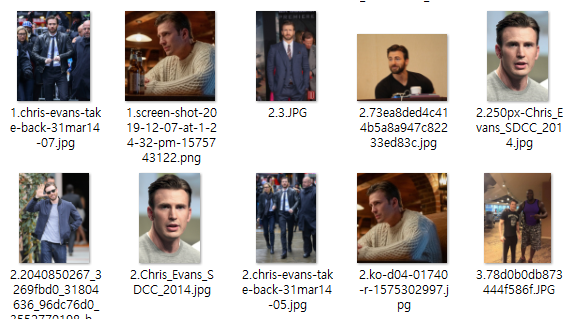 1.chris-evans-tak
e-back-31mar14
-07.jpg
1.screen-shot-20
19-12-07-at-1-2
4-32-pm-15757
43122.png
2.3.JPG
2.73ea8ded4c41
4b5a8a947c822
33ed83c.jpg
2.250px-Chris_E
vans_SDCC_201
4.jpg
2.2040850267_3
269fbd0_31804
636_96dc76d0_
2.Chris_Evans_S
DCC_2014.jpg
2.chris-evans-tak
e-back-31mar14
-05.jpg
2.ko-d04-01740
-r-1575302997.j
pg
3.78d0b0db873
444f586f.JPG